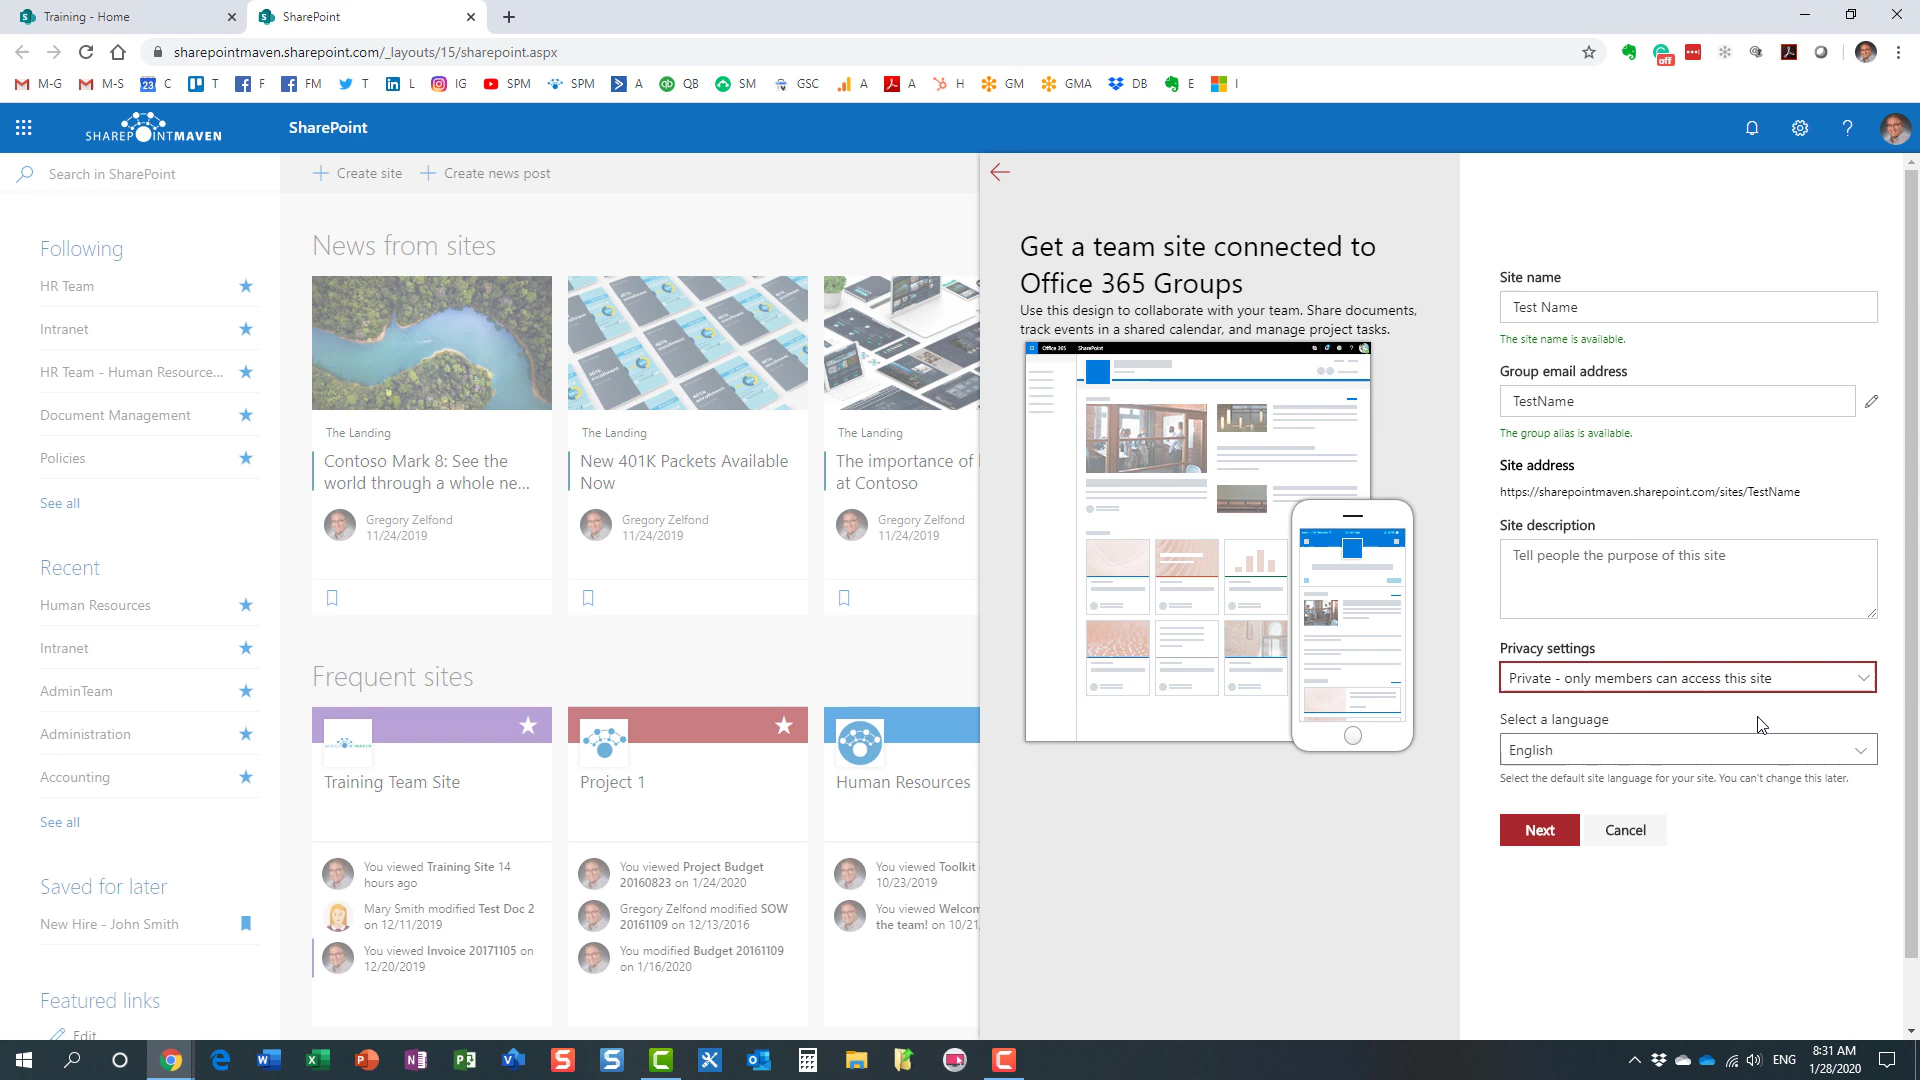 Training - Home
SharePoint
sharepointmaven.sharepoint.com/_layouts/15/sharepoint.aspx
M-G
M-S
23
C
T
F
FM
T
L
IG
SPM
SPM
A
QB
SM
GSC
A
A
H
GM
GMA
DB
E
I
off
SHAREPOINTMAVEN
SharePoint
Search in SharePoint
Create site
Create news post
Following
HR Team
Intranet
HR Team - Human Resource...
Document Management
Policies
See all
Recent
Human Resources
Intranet
AdminTeam
Administration
Accounting
See all
Saved for later
New Hire - John Smith
Featured links
Edit
News from sites
The Landing
Contoso Mark 8: See the
world through a whole ne...
Gregory Zelfond
11/24/2019
The Landing
New 401K Packets Available
Now
Gregory Zelfond
11/24/2019
The Landing
The importance of
at Contoso
Gregory Zelfond
11/24/2019
Frequent sites
Training Team Site
You viewed Training Site 14
hours ago
Mary Smith modified Test Doc 2
on 12/11/2019
You viewed Invoice 20171105 on
12/20/2019
Project 1
You viewed Project Budget
20160823 on 1/24/2020
Gregory Zelfond modified SOW
20161109 on 12/13/2016
You modified Budget 20161109
on 1/16/2020
Human Resources
You viewed Toolkit
10/23/2019
You viewed Welcom
the team! on 10/21
Get a team site connected to
Office 365 Groups
Use this design to collaborate with your team. Share documents,
track events in a shared calendar, and manage project tasks.
Office 365
SharePoint
Site name
Test Name
The site name is available.
Group email address
TestName
The group alias is available.
Site address
https://sharepointmaven.sharepoint.com/sites/TestName
Site description
Tell people the purpose of this site
Privacy settings
Private - only members can access this site
Select a language
English
Select the default site language for your site. You can't change this later.
Next
Cancel
ENG
8:31 AM
1/28/2020